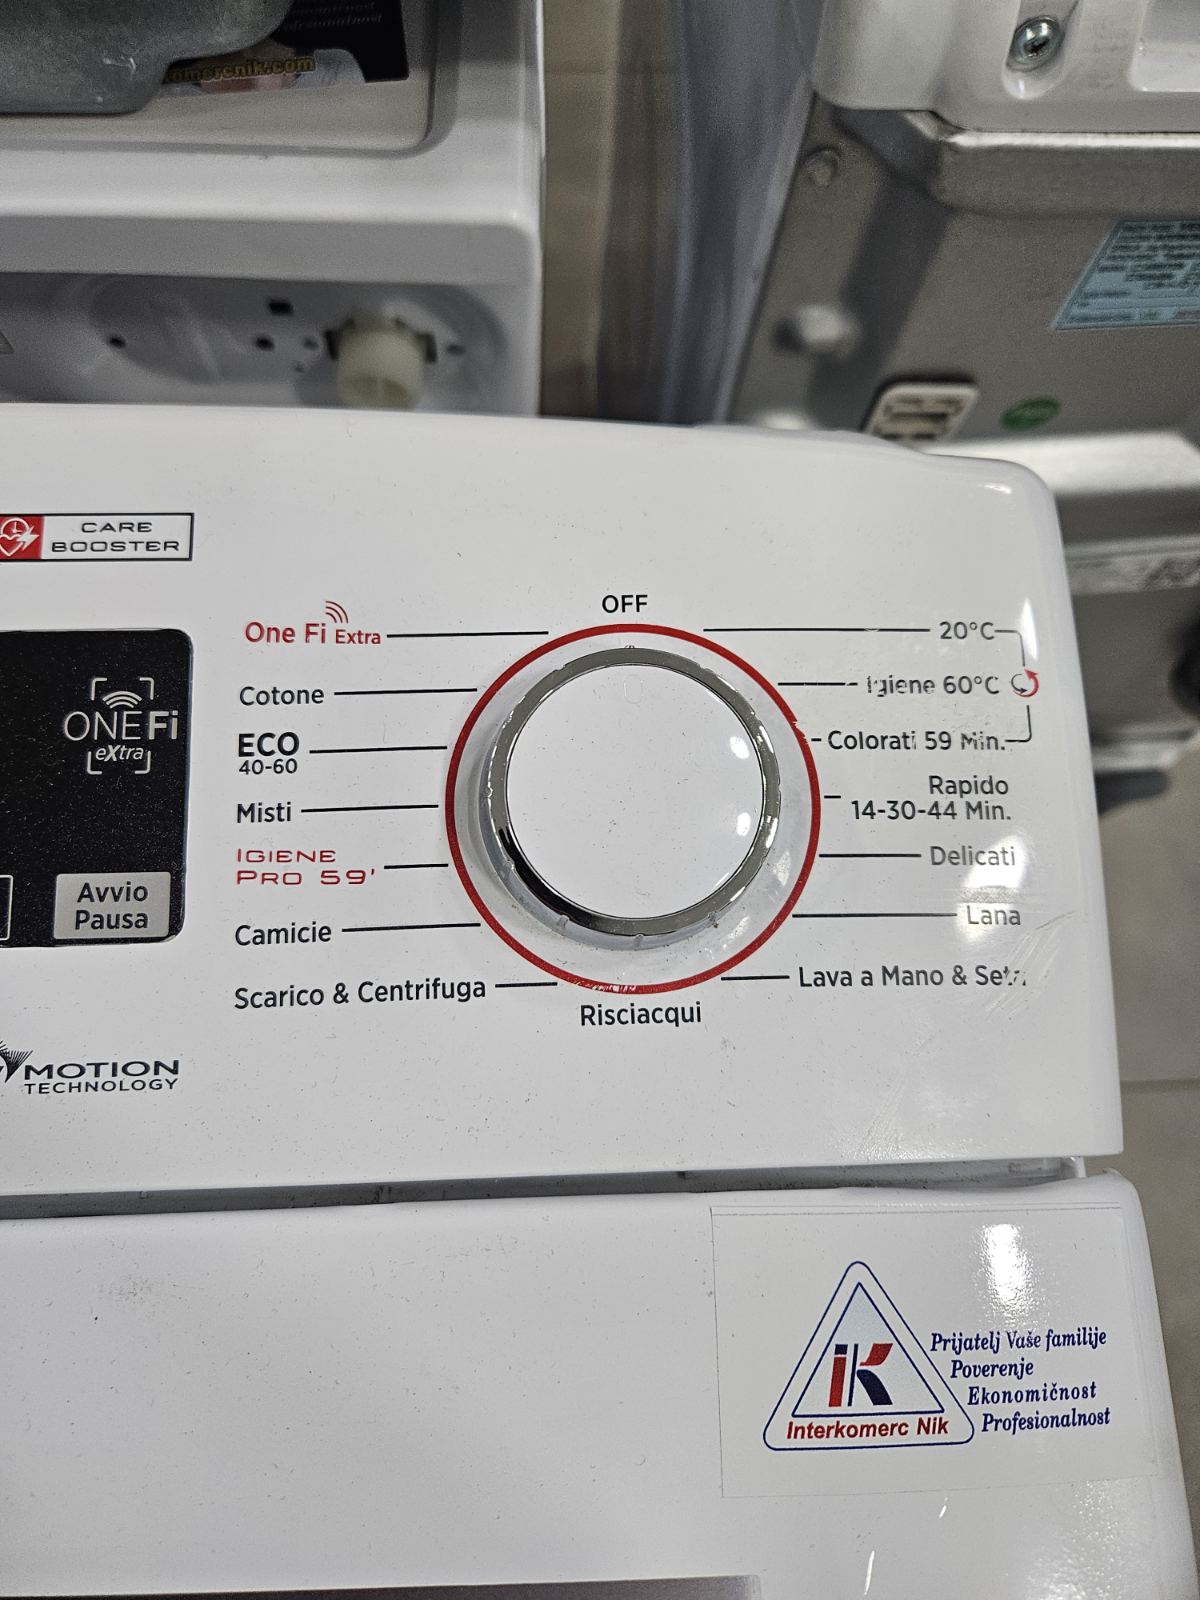 omercnik.com
CARE
BOOSTER
OFF
One Fi Extra
Cotone
ECO
40-60
Misti
IGIENE
PRO 59'
Camicie
Scarico & Centrifuga
Risciacqui
20°C
Igiene 60°C
Colorati 59 Min.
Rapido
14-30-44 Min.
Delicati
Lana
Lava a Mano & Seta
ONE Fi
eXtra
Avvio
Pausa
MOTION
TECHNOLOGY
iK
Interkomerc Nik
Prijatelj Vaše familije
Poverenje
Ekonomičnost
Profesionalnost